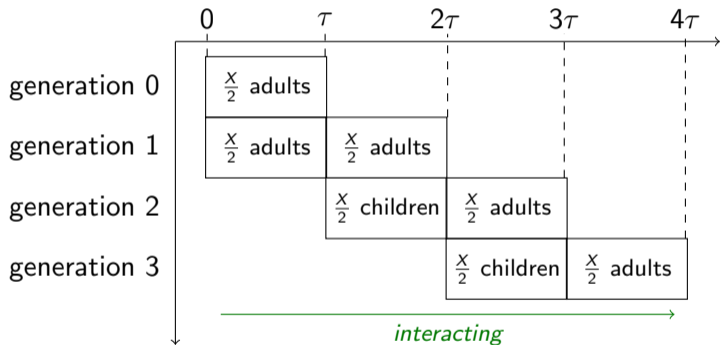 0 τ 2τ 3τ 4τ
generation 0 x/2 adults
generation 1 x/2 adults x/2 adults
generation 2 x/2 children x/2 adults
generation 3 x/2 children x/2 adults
interacting